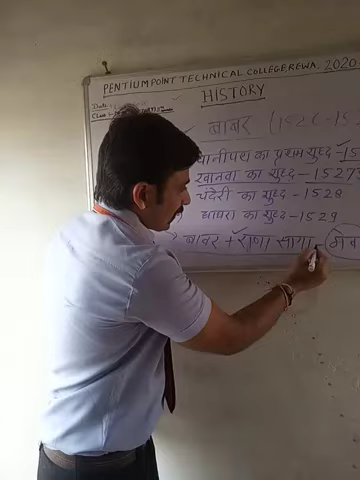 PENTIUM POINT TECHNICAL COLLEGE, REWA. 2020
HISTORY
Date :
Class :-
बाबर (1526-15
पानीपत का प्रथम युध्द - 15
खानवा का युध्द - 1527
चंदेरी का युध्द - 1528
घाघरा का युध्द - 1529
बाबर + राणा सांगा